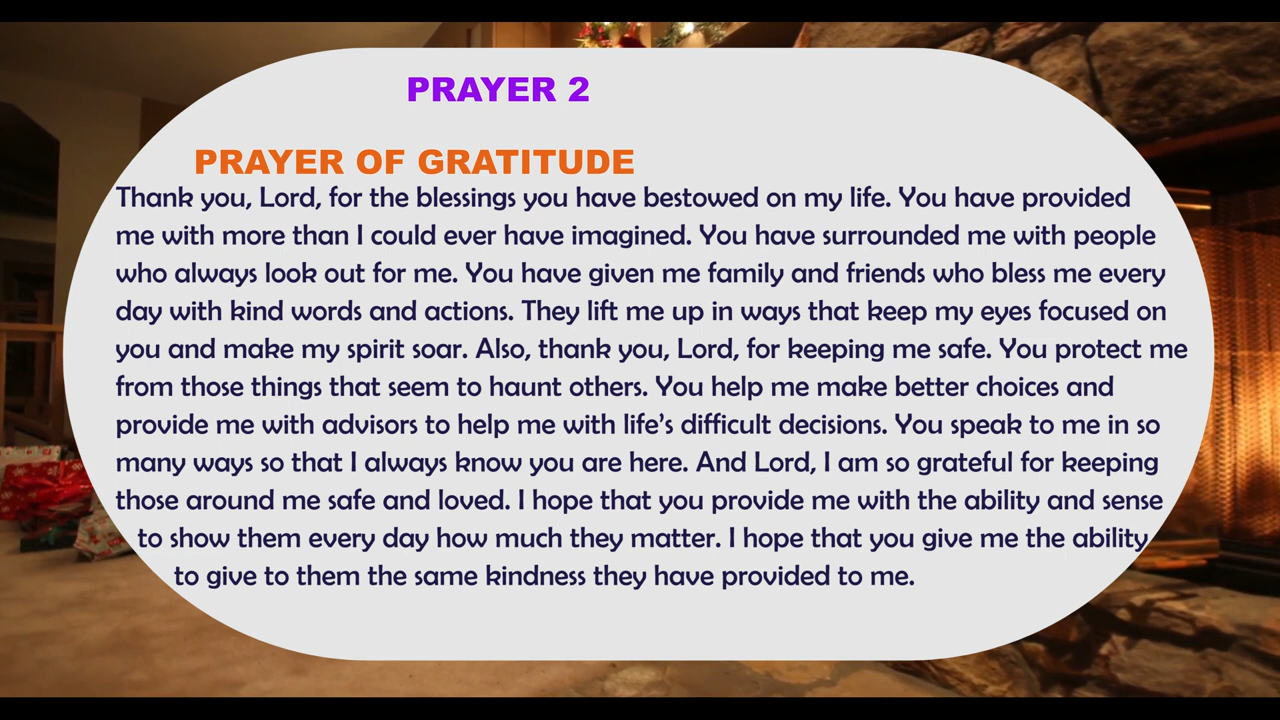 PRAYER 2
PRAYER OF GRATITUDE
Thank you, Lord, for the blessings you have bestowed on my life. You have provided
me with more than I could ever have imagined. You have surrounded me with people
who always look out for me. You have given me family and friends who bless me every
day with kind words and actions. They lift me up in ways that keep my eyes focused on
you and make my spirit soar. Also, thank you, Lord, for keeping me safe. You protect me
from those things that seem to haunt others. You help me make better choices and
provide me with advisors to help me with life’s difficult decisions. You speak to me in so
many ways so that I always know you are here. And Lord, I am so grateful for keeping
those around me safe and loved. I hope that you provide me with the ability and sense
to show them every day how much they matter. I hope that you give me the ability
to give to them the same kindness they have provided to me.